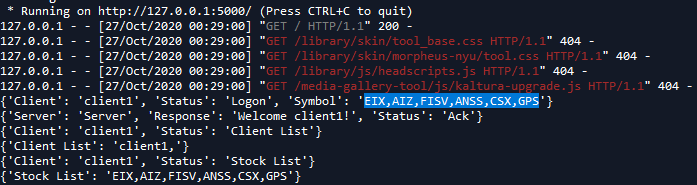 * Running on http://127.0.0.1:5000/ (Press CTRL+C to quit)
127.0.0.1 - - [27/Oct/2020 00:29:00] "GET / HTTP/1.1" 200 -
127.0.0.1 - - [27/Oct/2020 00:29:00] "GET /library/skin/tool_base.css HTTP/1.1" 404 -
127.0.0.1 - - [27/Oct/2020 00:29:00] "GET /library/skin/morpheus-nyu/tool.css HTTP/1.1" 404 -
127.0.0.1 - - [27/Oct/2020 00:29:00] "GET /library/js/headscripts.js HTTP/1.1" 404 -
127.0.0.1 - - [27/Oct/2020 00:29:00] "GET /media-gallery-tool/js/kaltura-upgrade.js HTTP/1.1" 404 -
{'Client': 'client1', 'Status': 'Logon', 'Symbol': 'EIX,AIZ,FISV,ANSS,CSX,GPS'}
{'Server': 'Server', 'Response': 'Welcome client1!', 'Status': 'Ack'}
{'Client': 'client1', 'Status': 'Client List'}
{'Client List': 'client1,'}
{'Client': 'client1', 'Status': 'Stock List'}
{'Stock List': 'EIX,AIZ,FISV,ANSS,CSX,GPS'}